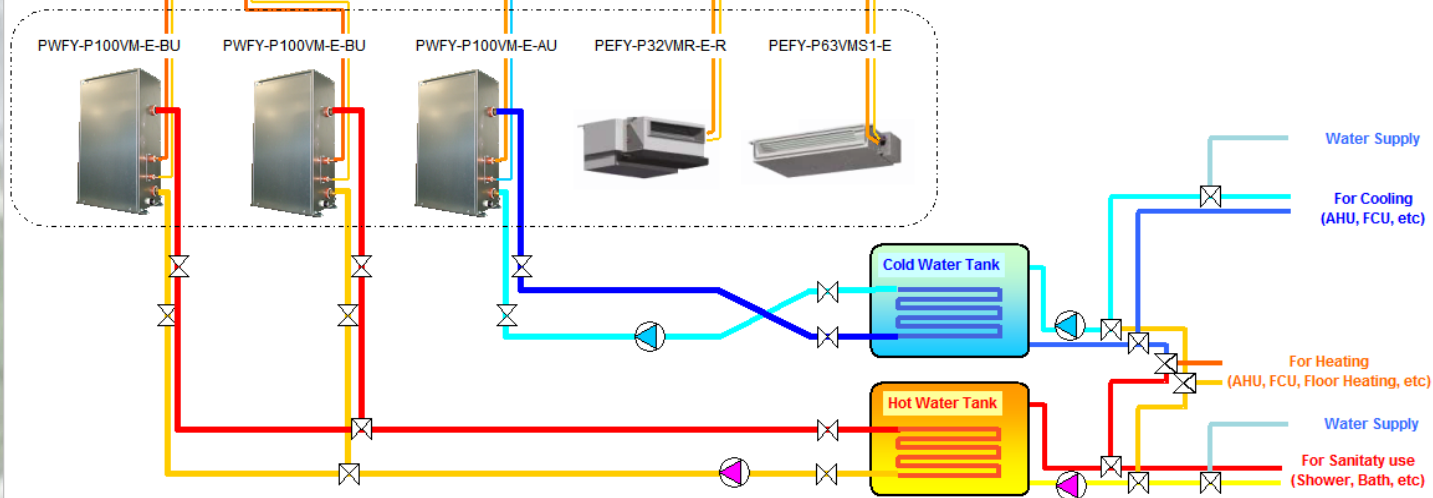 PWFY-P100VM-E-BU
PWFY-P100VM-E-BU
PWFY-P100VM-E-AU
PEFY-P32VMR-E-R
PEFY-P63VMS1-E
Water Supply
For Cooling
(AHU, FCU, etc)
Cold Water Tank
For Heating
(AHU, FCU, Floor Heating, etc)
Hot Water Tank
Water Supply
For Sanitaty use
(Shower, Bath, etc)